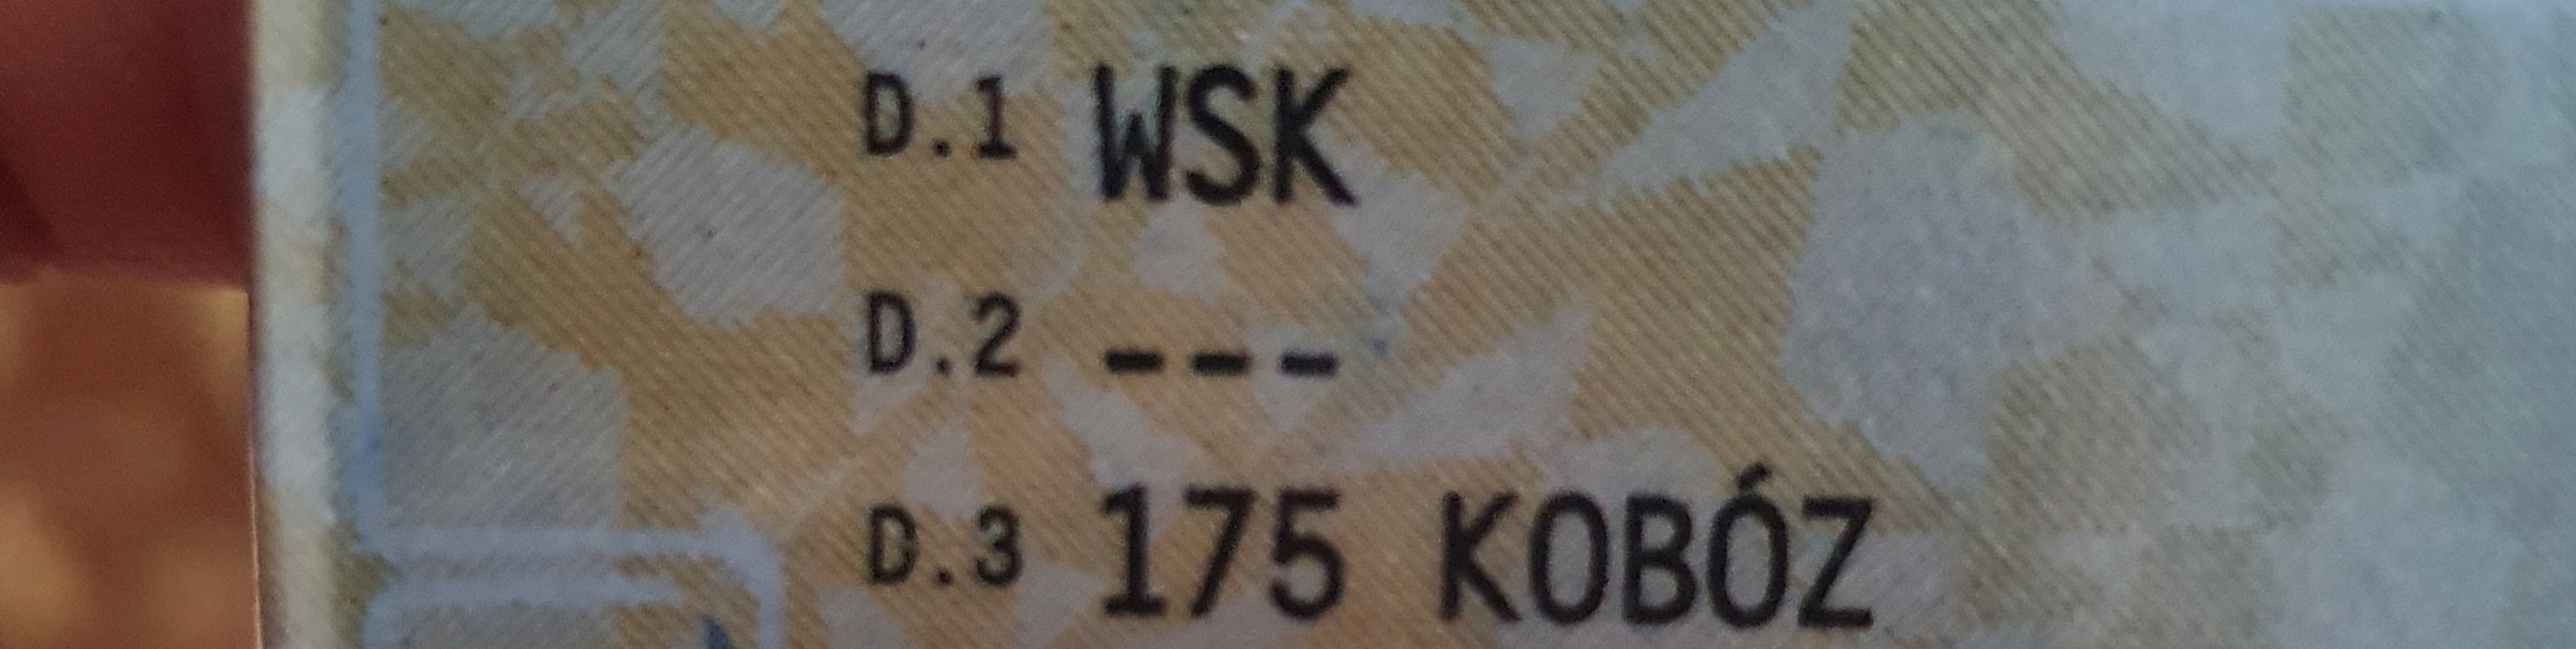 D.1 WSK
D.2 ---
D.3 175 KOBÓZ